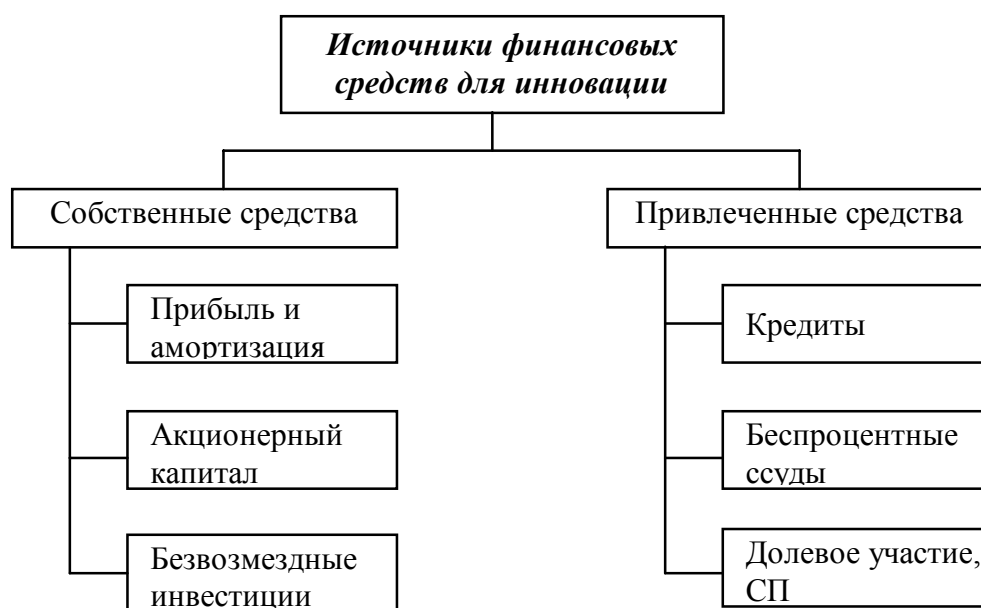 Источники финансовых
средств для инновации
Собственные средства
Прибыль и
амортизация
Акционерный
капитал
Безвозмездные
инвестиции
Привлеченные средства
Кредиты
Беспроцентные
ссуды
Долевое участие,
СП